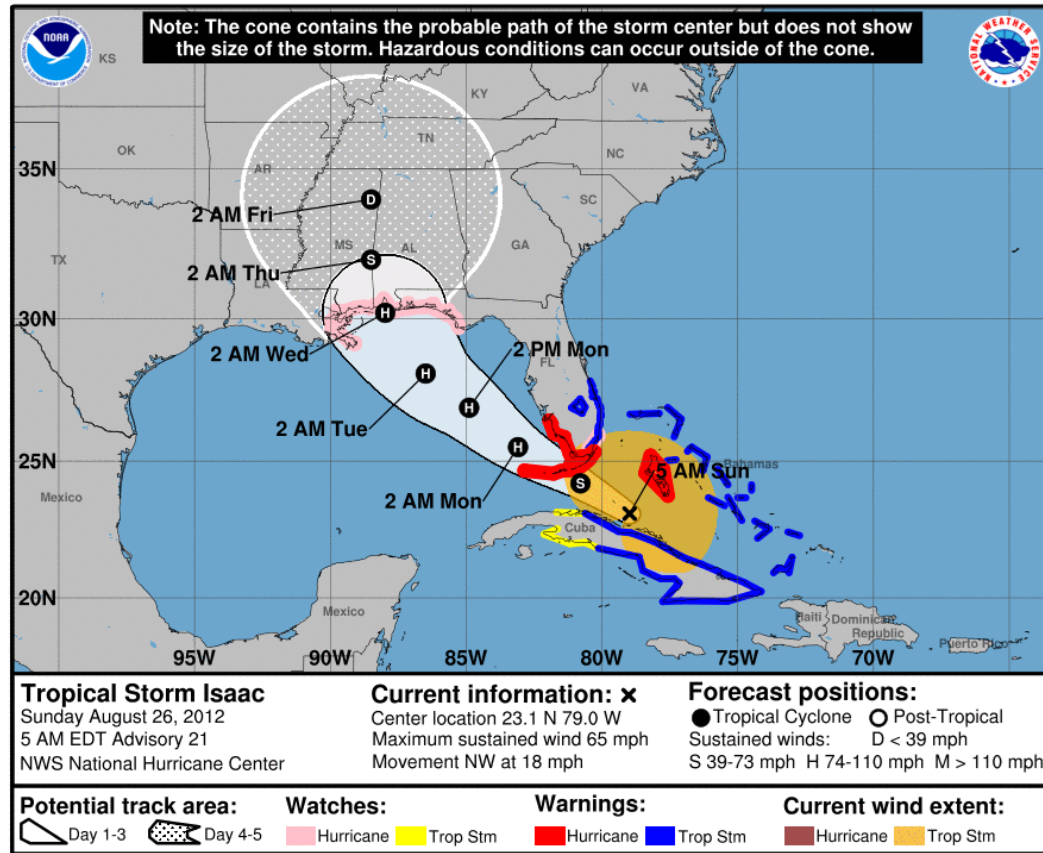 Note: The cone contains the probable path of the storm center but does not show
the size of the storm. Hazardous conditions can occur outside of the cone.
NOAA
NATIONAL WEATHER SERVICE
KS
KY
VA
OK
TN
NC
35N
AR
SC
2 AM Fri
D
MS
AL
GA
TX
2 AM Thu
S
LA
30N
H
2 AM Wed
2 PM Mon
FL
H
H
2 AM Tue
25N
H
5 AM Sun
Bahamas
S
2 AM Mon
Mexico
Cuba
20N
Mexico
Haiti
Dominican
Republic
Puerto Rico
95W
90W
85W
80W
75W
70W
Tropical Storm Isaac
Sunday August 26, 2012
5 AM EDT Advisory 21
NWS National Hurricane Center
Current information: x
Center location 23.1 N 79.0 W
Maximum sustained wind 65 mph
Movement NW at 18 mph
Forecast positions:
Tropical Cyclone Post-Tropical
Sustained winds: D < 39 mph
S 39-73 mph H 74-110 mph M > 110 mph
Potential track area:
Day 1-3 Day 4-5
Watches:
Hurricane Trop Stm
Warnings:
Hurricane Trop Stm
Current wind extent:
Hurricane Trop Stm